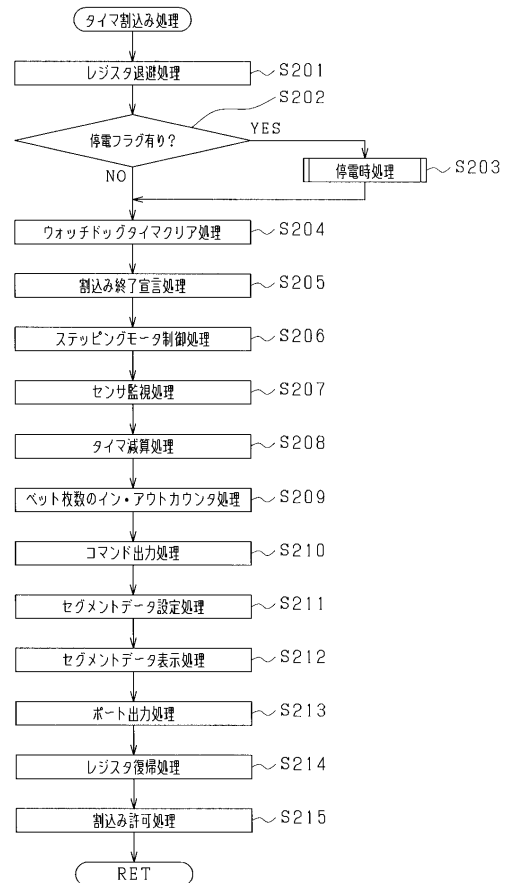 タイマ割込み処理
レジスタ退避処理
S201
S202
停電フラグ有り?
YES
NO
停電時処理
S203
ウォッチドッグタイマクリア処理
S204
割込み終了宣言処理
S205
ステッピングモータ制御処理
S206
センサ監視処理
S207
タイマ減算処理
S208
ベット枚数のイン・アウトカウンタ処理
S209
コマンド出力処理
S210
セグメントデータ設定処理
S211
セグメントデータ表示処理
S212
ポート出力処理
S213
レジスタ復帰処理
S214
割込み許可処理
S215
RET